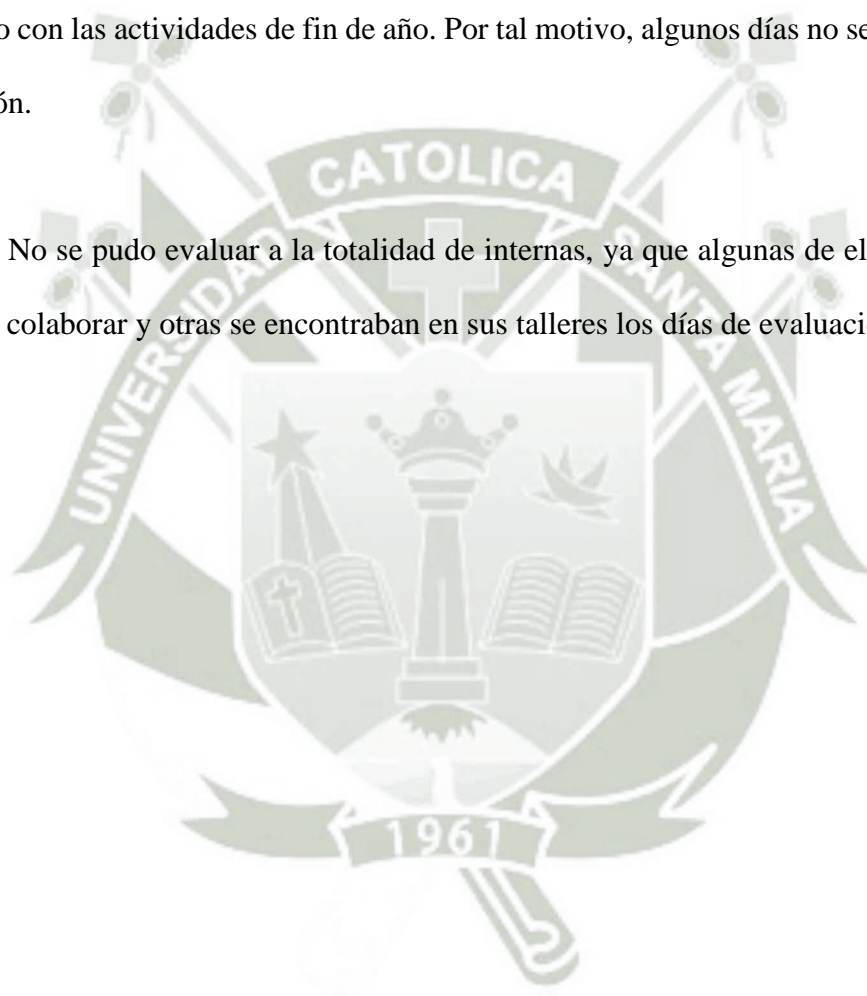 o con las actividades de fin de año. Por tal motivo, algunos días no se
ón.
No se pudo evaluar a la totalidad de internas, ya que algunas de el
colaborar y otras se encontraban en sus talleres los días de evaluaci
UNIVERSIDAD CATOLICA SANTA MARIA
1961